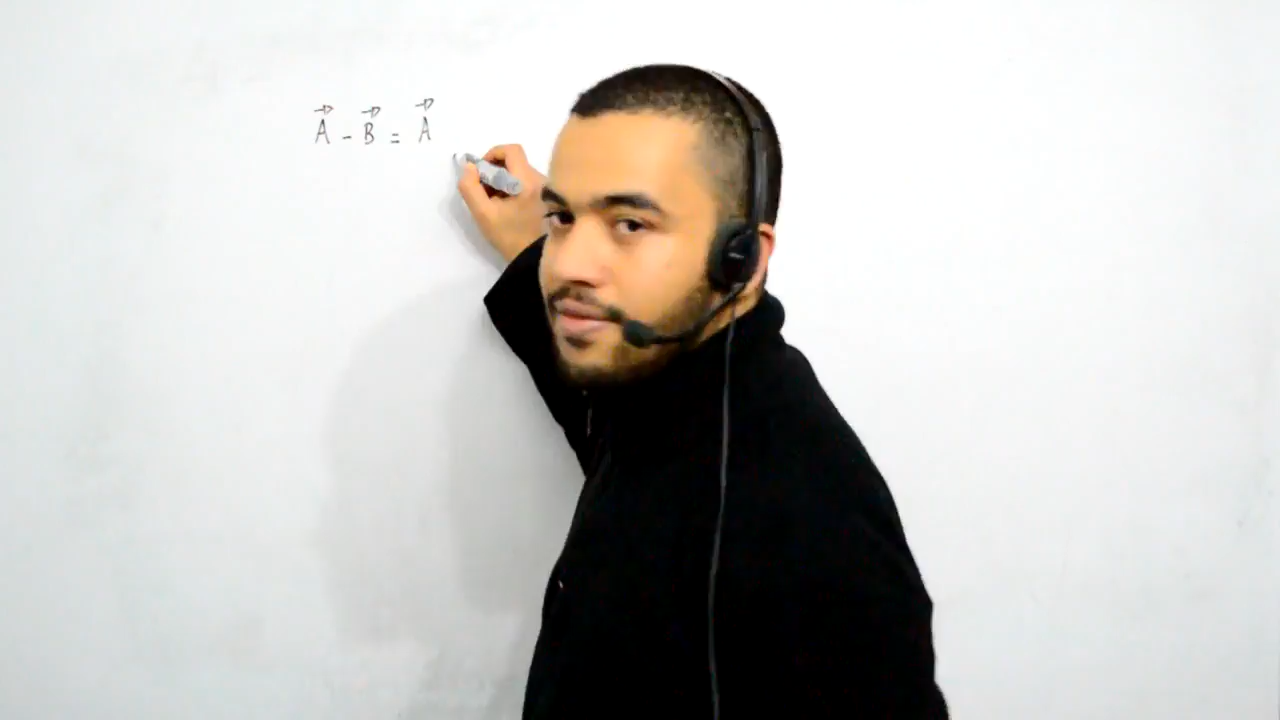 A⃗ - B⃗ = A⃗